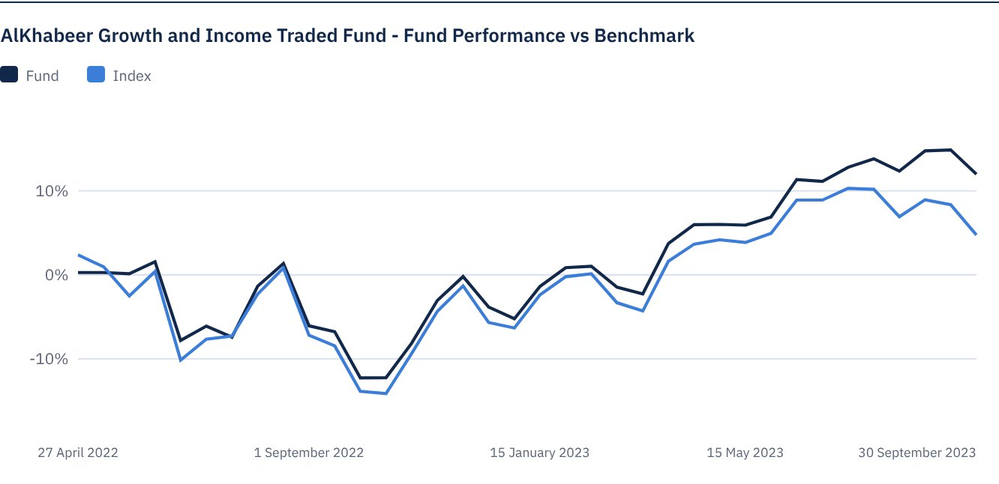 AlKhabeer Growth and Income Traded Fund - Fund Performance vs Benchmark
Fund Index
10%
0%
-10%
27 April 2022 1 September 2022 15 January 2023 15 May 2023 30 September 2023